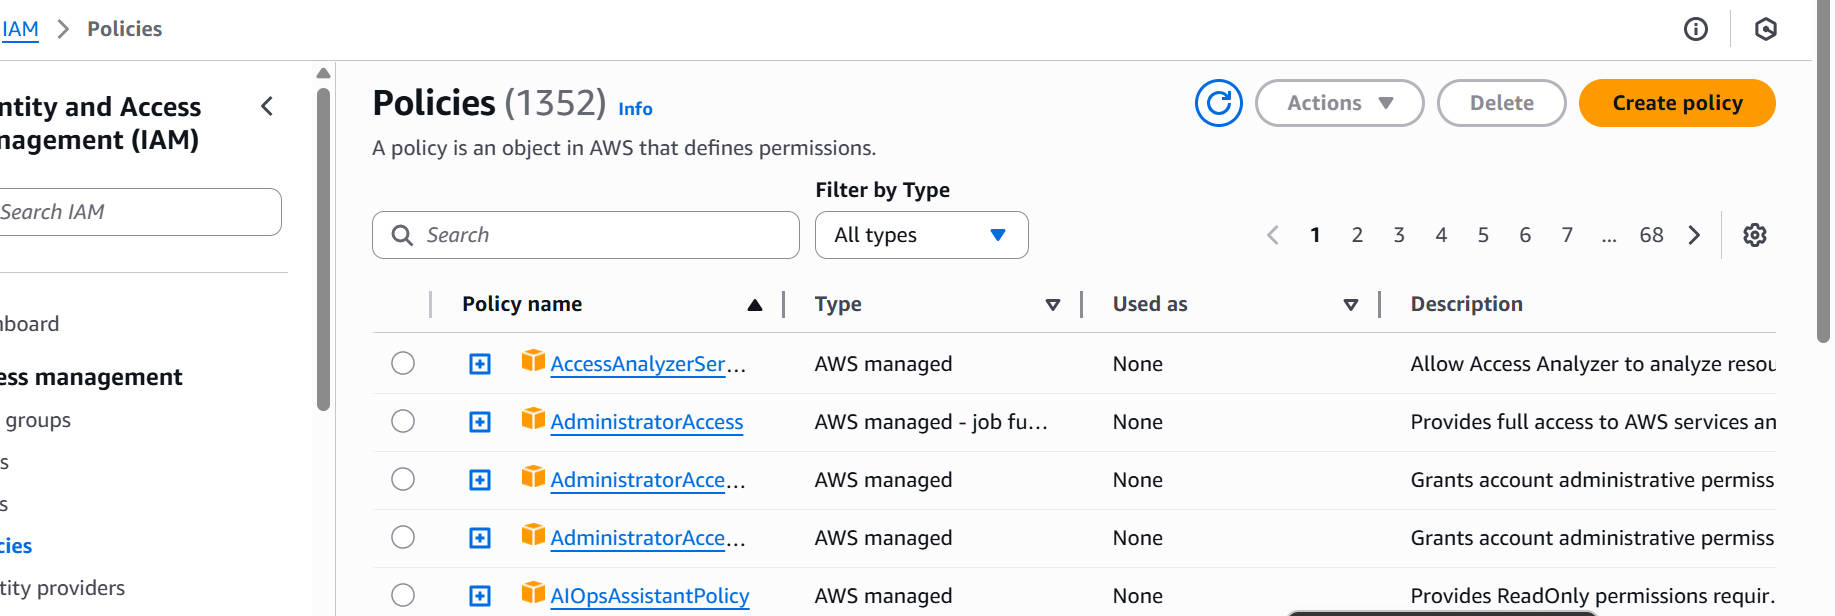 IAM > Policies
ntity and Access
nagement (IAM)
Search IAM
nboard
ess management
groups
s
s
cies
tity providers
Policies (1352) Info
Actions Delete Create policy
A policy is an object in AWS that defines permissions.
Filter by Type
Search All types 1 2 3 4 5 6 7 ... 68
Policy name Type Used as Description
AccessAnalyzerSer... AWS managed None Allow Access Analyzer to analyze resou
AdministratorAccess AWS managed - job fu... None Provides full access to AWS services an
AdministratorAcce... AWS managed None Grants account administrative permiss
AdministratorAcce... AWS managed None Grants account administrative permiss
AIOpsAssistantPolicy AWS managed None Provides ReadOnly permissions requir.